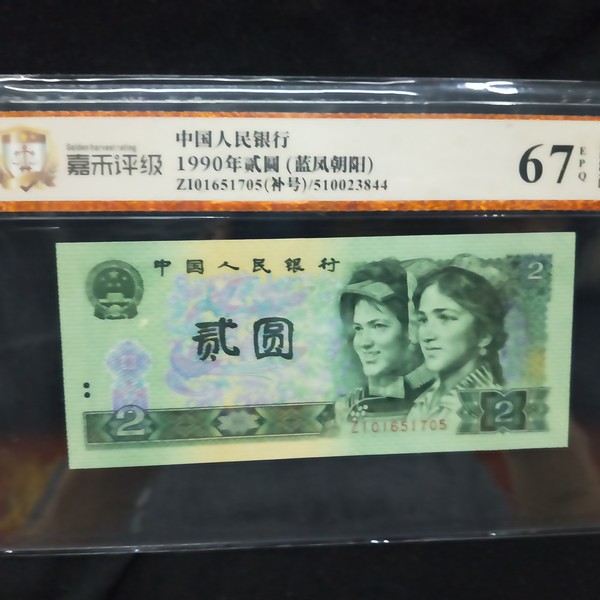 Golden harvest rating
嘉禾评级
中国人民银行
1990年贰圆 (蓝凤朝阳)
ZI01651705(补号)/510023844
67
EPQ
中国人民银行
2
贰圆
2
2
ZI01651705